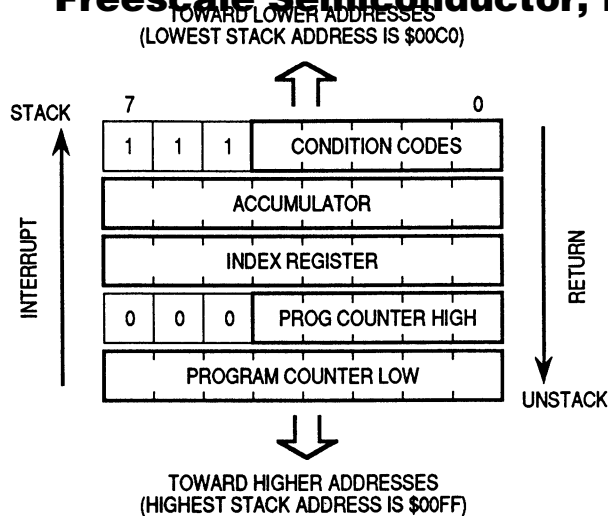 Freescale Semiconductor, I
TOWARD LOWER ADDRESSES
(LOWEST STACK ADDRESS IS $00C0)
7 0
STACK
1 1 1 CONDITION CODES
ACCUMULATOR
INDEX REGISTER
INTERRUPT
RETURN
0 0 0 PROG COUNTER HIGH
PROGRAM COUNTER LOW
UNSTACK
TOWARD HIGHER ADDRESSES
(HIGHEST STACK ADDRESS IS $00FF)